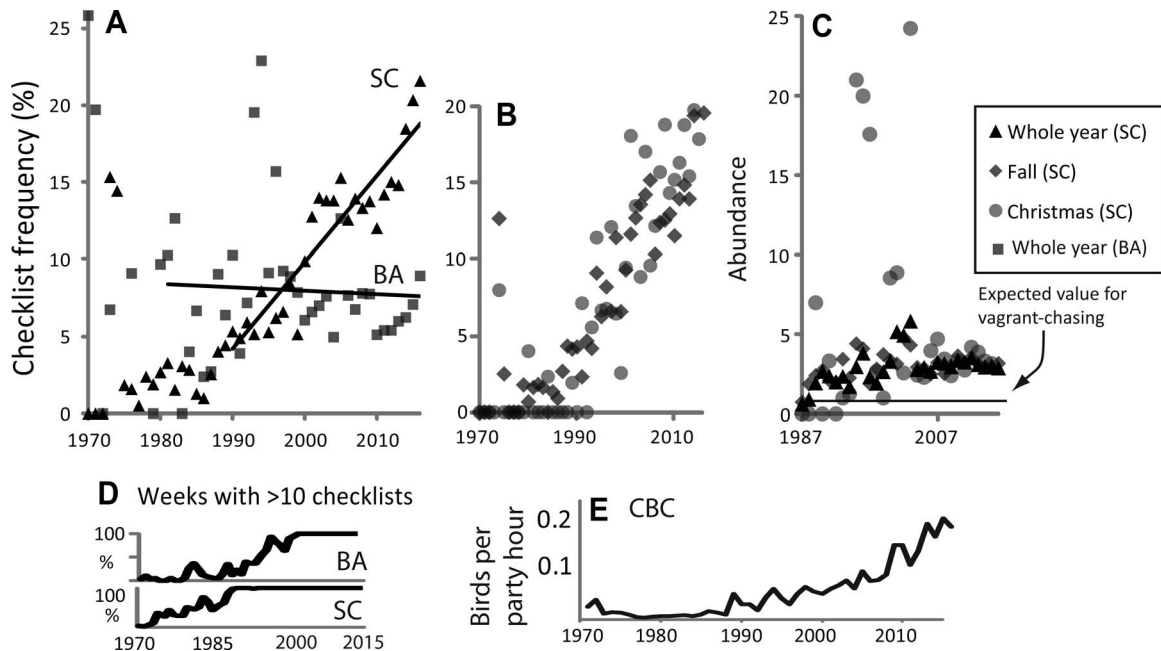 A
Checklist frequency (%)
25
20
15
10
5
0
SC
BA
1970 1980 1990 2000 2010
B
20
15
10
5
0
1970 1990 2010
C
Abundance
25
20
15
10
5
0
1987 2007
Whole year (SC)
Fall (SC)
Christmas (SC)
Whole year (BA)
Expected value for
vagrant-chasing
D Weeks with >10 checklists
100
%
BA
100
%
SC
1970 1985 2000 2015
E CBC
Birds per
party hour
0.2
0.1
1970 1980 1990 2000 2010